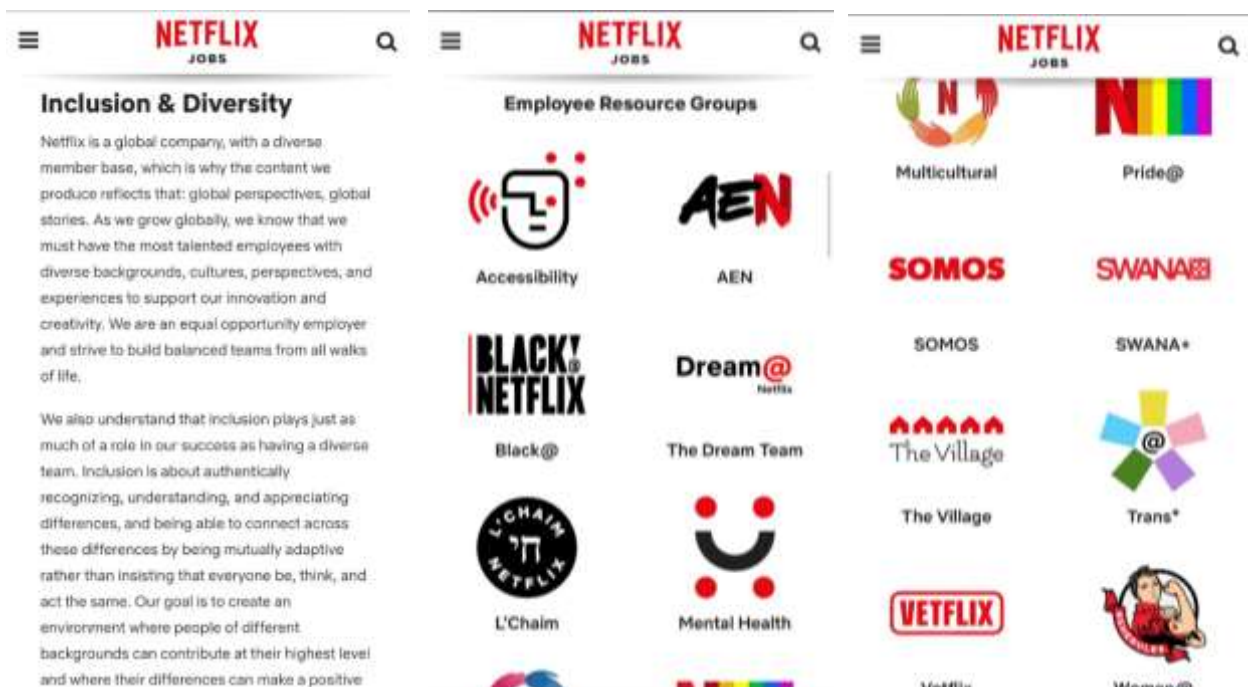 NETFLIX
JOBS
Inclusion & Diversity
Netflix is a global company, with a diverse
member base, which is why the content we
produce reflects that: global perspectives, global
stories. As we grow globally, we know that we
must have the most talented employees with
diverse backgrounds, cultures, perspectives, and
experiences to support our innovation and
creativity. We are an equal opportunity employer
and strive to build balanced teams from all walks
of life.
We also understand that inclusion plays just as
much of a role in our success as having a diverse
team. Inclusion is about authentically
recognizing, understanding, and appreciating
differences, and being able to connect across
these differences by being mutually adaptive
rather than insisting that everyone be, think, and
act the same. Our goal is to create an
environment where people of different
backgrounds can contribute at their highest level
and where their differences can make a positive
NETFLIX
JOBS
Employee Resource Groups
Accessibility
AEN
AEN
BLACK!
@
NETFLIX
Black@
Dream@
Netflix
The Dream Team
L'CHAIM
חי
NETFLIX
L'Chaim
Mental Health
NETFLIX
JOBS
N
Multicultural
N
Pride@
SOMOS
SOMOS
SWANA
SWANA+
The Village
The Village
@
Trans*
VETFLIX
Vetflix
Women@